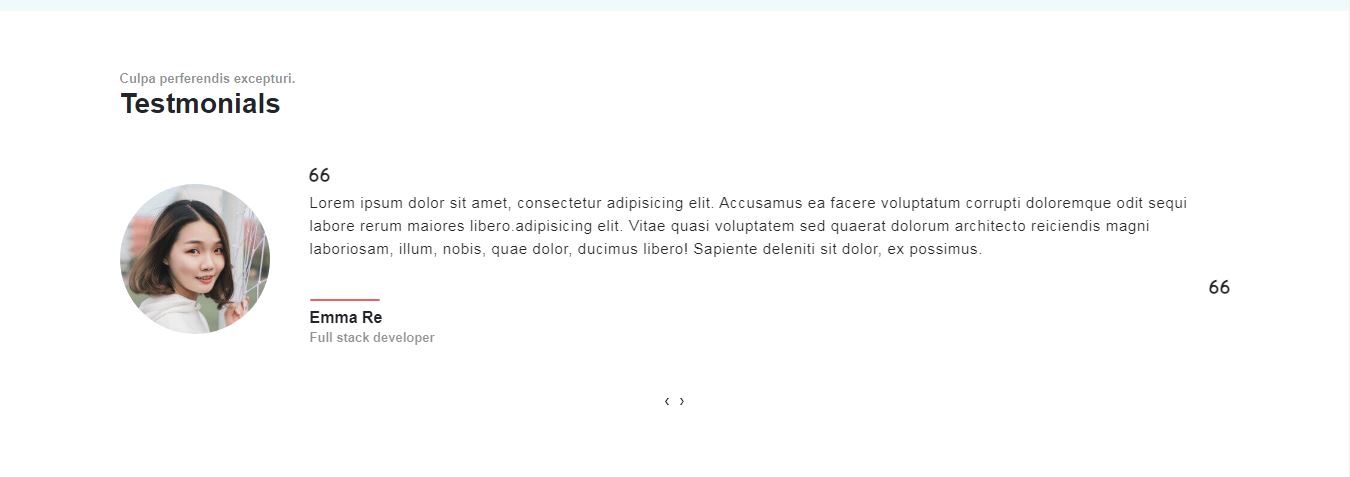 Culpa perferendis excepturi.
Testmonials
66
Lorem ipsum dolor sit amet, consectetur adipisicing elit. Accusamus ea facere voluptatum corrupti doloremque odit sequi
labore rerum maiores libero.adipisicing elit. Vitae quasi voluptatem sed quaerat dolorum architecto reiciendis magni
laboriosam, illum, nobis, quae dolor, ducimus libero! Sapiente deleniti sit dolor, ex possimus.
66
Emma Re
Full stack developer
‹ ›